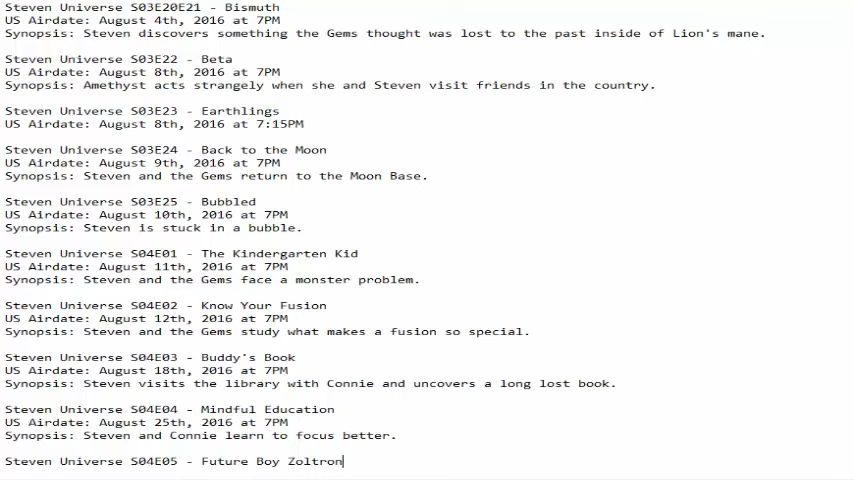 Steven Universe S03E20E21 - Bismuth
US Airdate: August 4th, 2016 at 7PM
Synopsis: Steven discovers something the Gems thought was lost to the past inside of Lion's mane.
Steven Universe S03E22 - Beta
US Airdate: August 8th, 2016 at 7PM
Synopsis: Amethyst acts strangely when she and Steven visit friends in the country.
Steven Universe S03E23 - Earthlings
US Airdate: August 8th, 2016 at 7:15PM
Steven Universe S03E24 - Back to the Moon
US Airdate: August 9th, 2016 at 7PM
Synopsis: Steven and the Gems return to the Moon Base.
Steven Universe S03E25 - Bubbled
US Airdate: August 10th, 2016 at 7PM
Synopsis: Steven is stuck in a bubble.
Steven Universe S04E01 - The Kindergarten Kid
US Airdate: August 11th, 2016 at 7PM
Synopsis: Steven and the Gems face a monster problem.
Steven Universe S04E02 - Know Your Fusion
US Airdate: August 12th, 2016 at 7PM
Synopsis: Steven and the Gems study what makes a fusion so special.
Steven Universe S04E03 - Buddy's Book
US Airdate: August 18th, 2016 at 7PM
Synopsis: Steven visits the library with Connie and uncovers a long lost book.
Steven Universe S04E04 - Mindful Education
US Airdate: August 25th, 2016 at 7PM
Synopsis: Steven and Connie learn to focus better.
Steven Universe S04E05 - Future Boy Zoltron